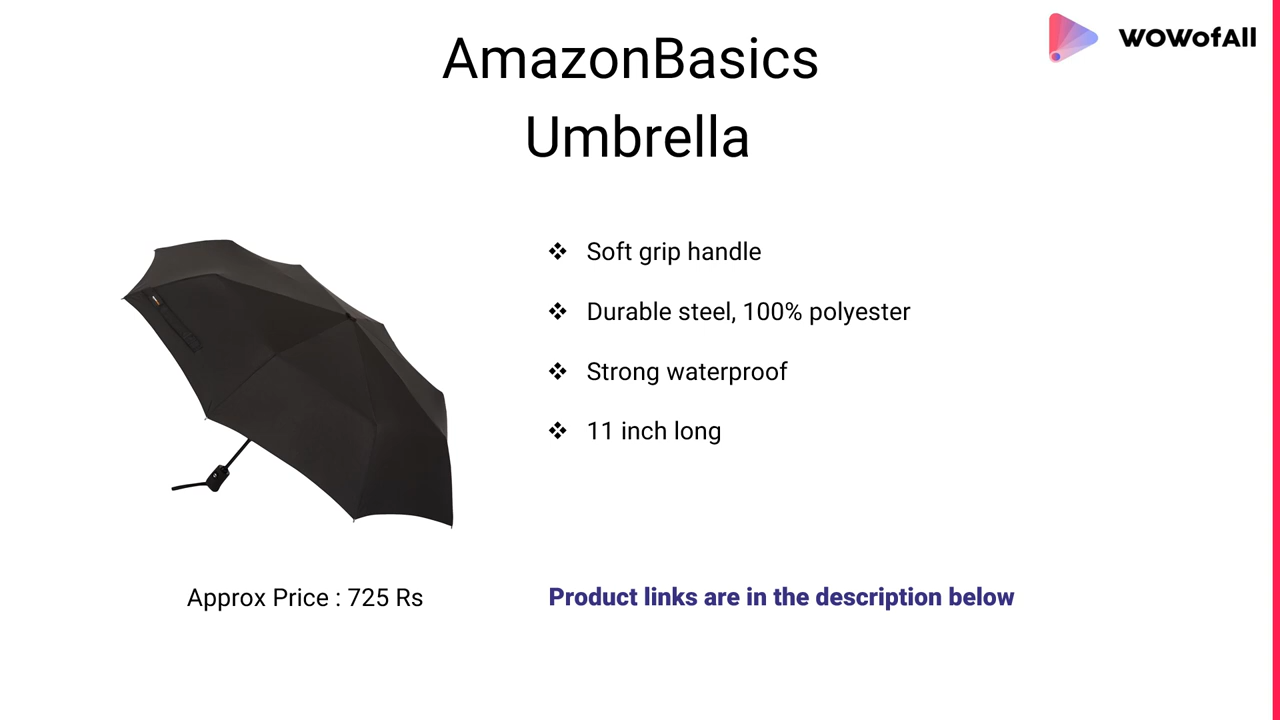 AmazonBasics
Umbrella
WOWofAll
❖ Soft grip handle
❖ Durable steel, 100% polyester
❖ Strong waterproof
❖ 11 inch long
Approx Price : 725 Rs
Product links are in the description below